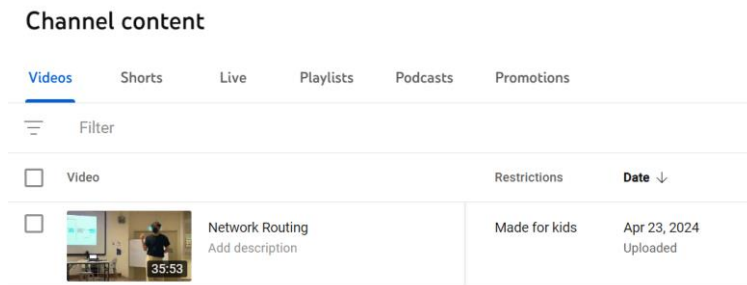 Channel content
Videos Shorts Live Playlists Podcasts Promotions
Filter
Video Restrictions Date ↓
Network Routing Made for kids Apr 23, 2024
Add description Uploaded
35:53